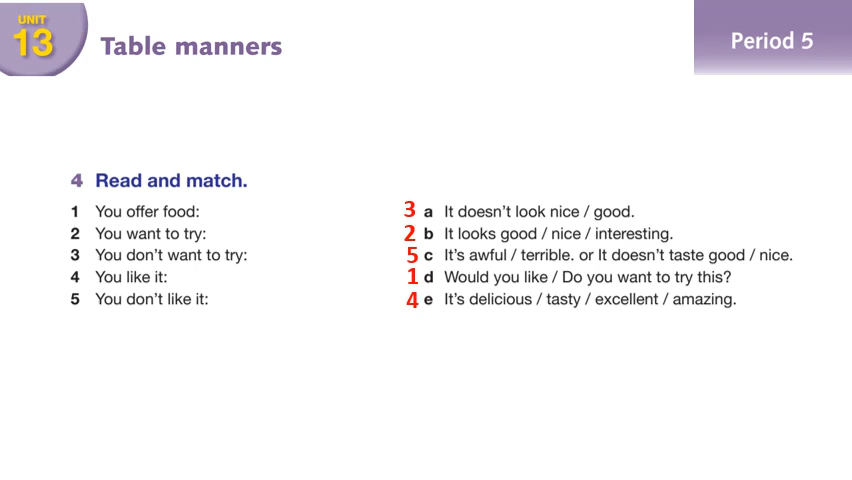 UNIT
13
Table manners
Period 5
4 Read and match.
1 You offer food:
2 You want to try:
3 You don't want to try:
4 You like it:
5 You don't like it:
3 a It doesn't look nice / good.
2 b It looks good / nice / interesting.
5 c It's awful / terrible. or It doesn't taste good / nice.
1 d Would you like / Do you want to try this?
4 e It's delicious / tasty / excellent / amazing.